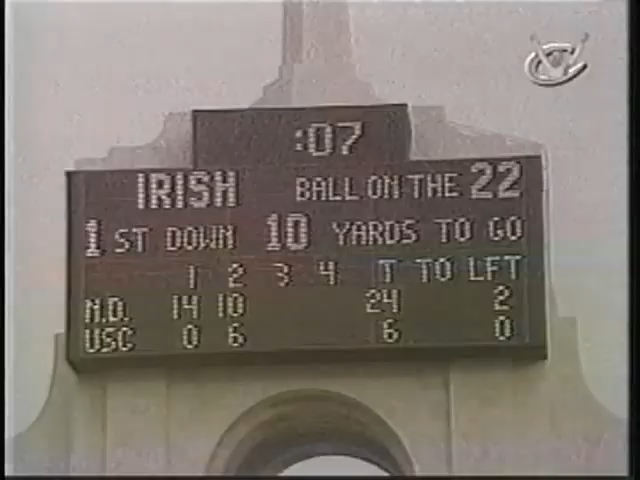 :07
IRISH BALL ON THE 22
1 ST DOWN 10 YARDS TO GO
1 2 3 4 T TO LFT
N.D. 14 10 24 2
USC 0 6 6 0